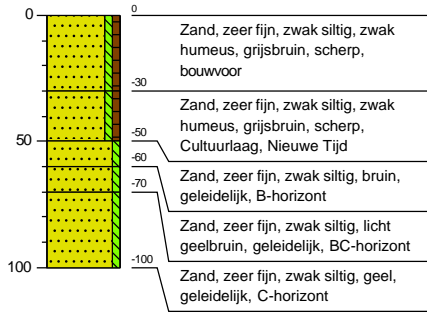 0
0
Zand, zeer fijn, zwak siltig, zwak
humeus, grijsbruin, scherp,
bouwvoor
-30
Zand, zeer fijn, zwak siltig, zwak
humeus, grijsbruin, scherp,
Cultuurlaag, Nieuwe Tijd
50
-50
Zand, zeer fijn, zwak siltig, bruin,
geleidelijk, B-horizont
-60
Zand, zeer fijn, zwak siltig, licht
geelbruin, geleidelijk, BC-horizont
-70
Zand, zeer fijn, zwak siltig, geel,
geleidelijk, C-horizont
100
-100